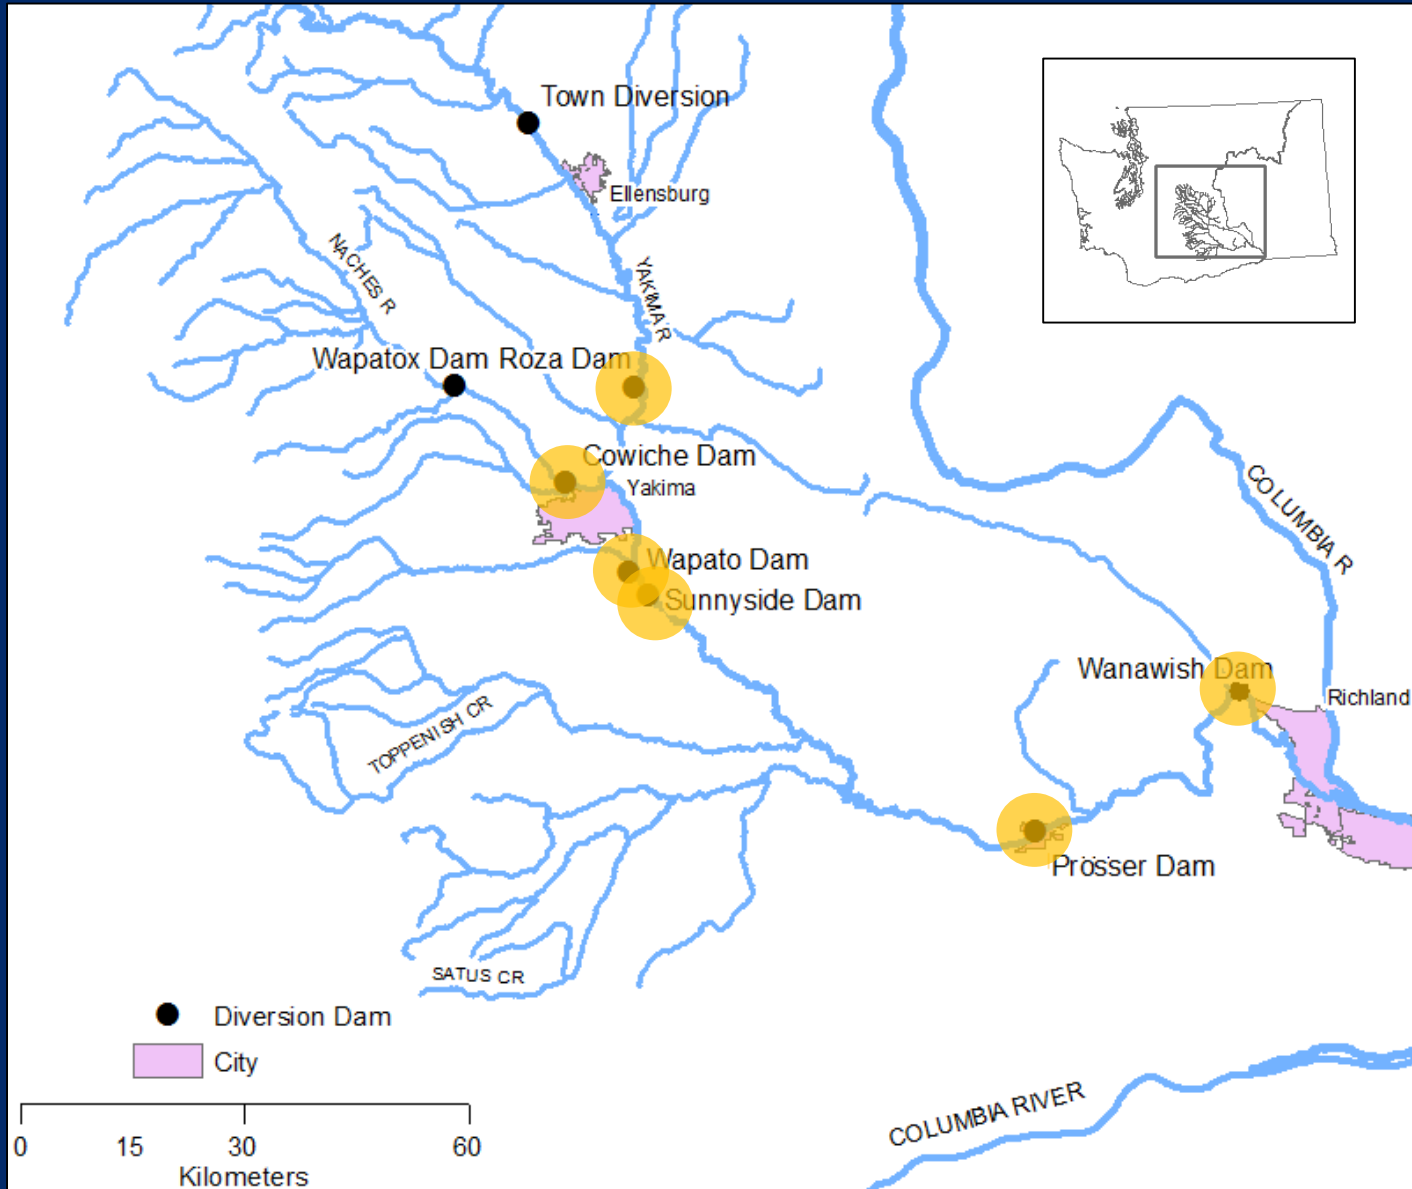 Town Diversion
Ellensburg
NACHES R
YAKIMA R
Wapatox Dam
Roza Dam
Cowiche Dam
Yakima
COLUMBIA R
Wapato Dam
Sunnyside Dam
Wanawish Dam
Richland
TOPPENISH CR
Prosser Dam
SATUS CR
Diversion Dam
City
COLUMBIA RIVER
0 15 30 60
Kilometers